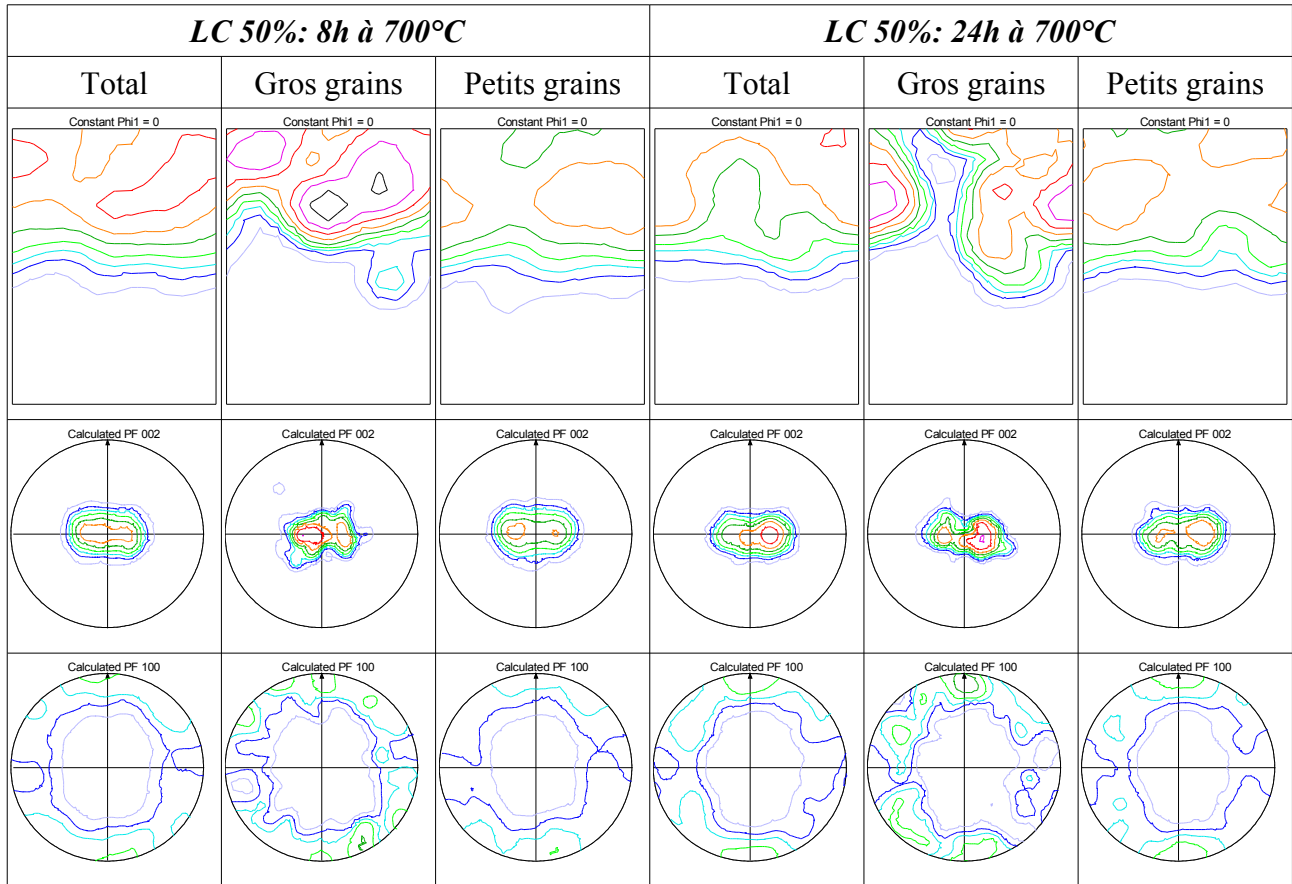 LC 50%: 8h à 700°C LC 50%: 24h à 700°C
Total Gros grains Petits grains Total Gros grains Petits grains
Constant Phi1 = 0 Constant Phi1 = 0 Constant Phi1 = 0 Constant Phi1 = 0 Constant Phi1 = 0 Constant Phi1 = 0
Calculated PF 002 Calculated PF 002 Calculated PF 002 Calculated PF 002 Calculated PF 002 Calculated PF 002
Calculated PF 100 Calculated PF 100 Calculated PF 100 Calculated PF 100 Calculated PF 100 Calculated PF 100